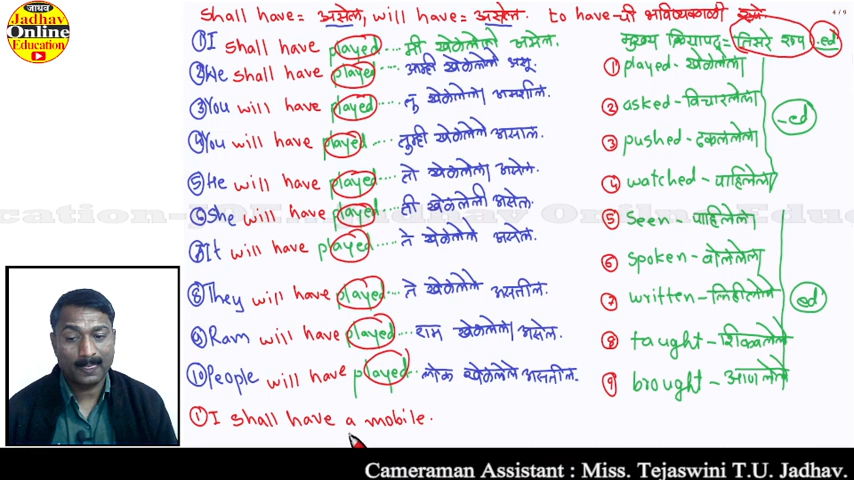 जाधव
Jadhav
Online
Education
4 / 9
shall have = असेल, will have = असेल. to have-ची भविष्यकाळी रूपे
① I shall have played .... मी खेळलेलो असेन.
② We shall have played ... आम्ही खेळलेलो असू.
③ You will have played ... तू खेळलेला असशील.
④ You will have played ... तुम्ही खेळलेले असाल.
⑤ He will have played ... तो खेळलेला असेल.
⑥ She will have played ... ती खेळलेली असेल.
⑦ It will have played ... ते खेळलेले असेल.
⑧ They will have played .. ते खेळलेले असतील.
⑨ Ram will have played ... राम खेळलेला असेल.
⑩ People will have played .. लोक खेळलेले असतील.
① I shall have a mobile.
मुख्य क्रियापद = तिसरे रूप -ed
① played - खेळलेला
② asked - विचारलेला
③ pushed - ढकललेला
④ watched - पाहिलेला
-ed
⑤ seen - पाहिलेला
⑥ spoken - बोललेला
⑦ written - लिहीलेले
⑧ taught - शिकवलेले
⑨ brought - आणलेले
ed
Cameraman Assistant : Miss. Tejaswini T.U. Jadhav.